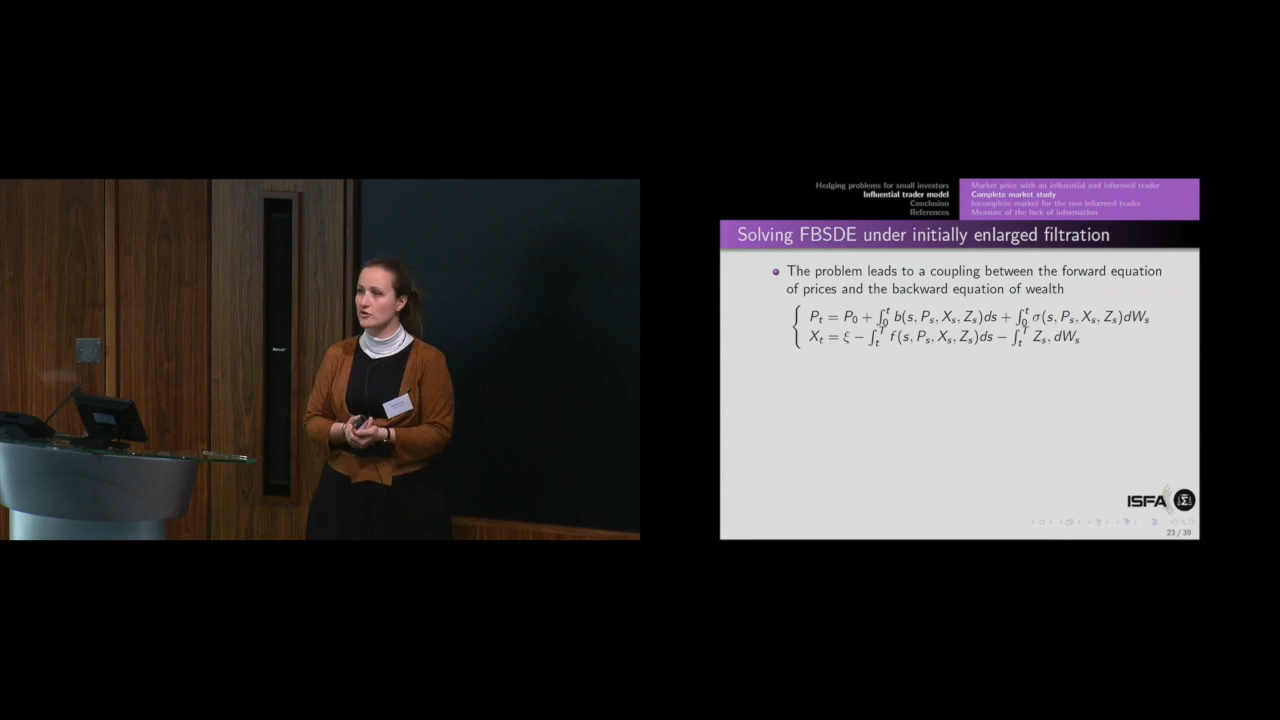 Hedging problems for small investors
Influential trader model
Conclusion
References
Market price with an influential and informed trader
Complete market study
Incomplete market for the non informed trader
Measure of the lack of information
Solving FBSDE under initially enlarged filtration
The problem leads to a coupling between the forward equation
of prices and the backward equation of wealth
P_t = P_0 + ∫_0^t b(s, P_s, X_s, Z_s)ds + ∫_0^t σ(s, P_s, X_s, Z_s)dW_s
X_t = ξ − ∫_t^T f(s, P_s, X_s, Z_s)ds − ∫_t^T Z_s, dW_s
ISFA
23 / 39